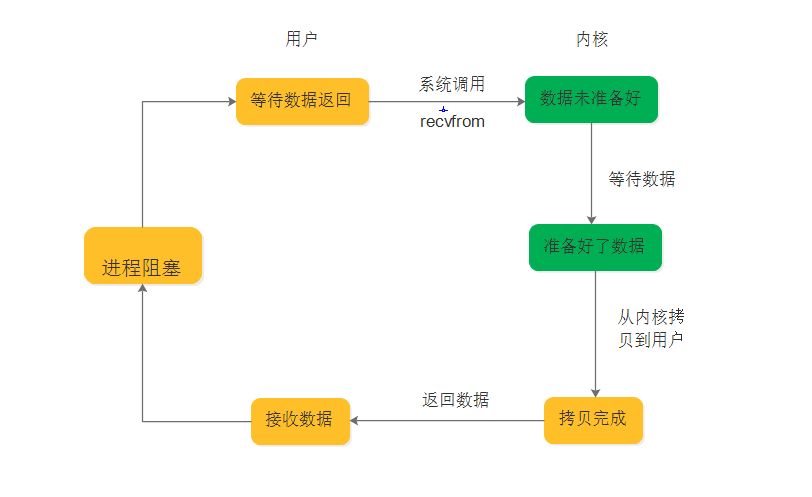 用户
内核
等待数据返回
系统调用
recvfrom
数据未准备好
等待数据
进程阻塞
准备好了数据
从内核拷
贝到用户
接收数据
返回数据
拷贝完成